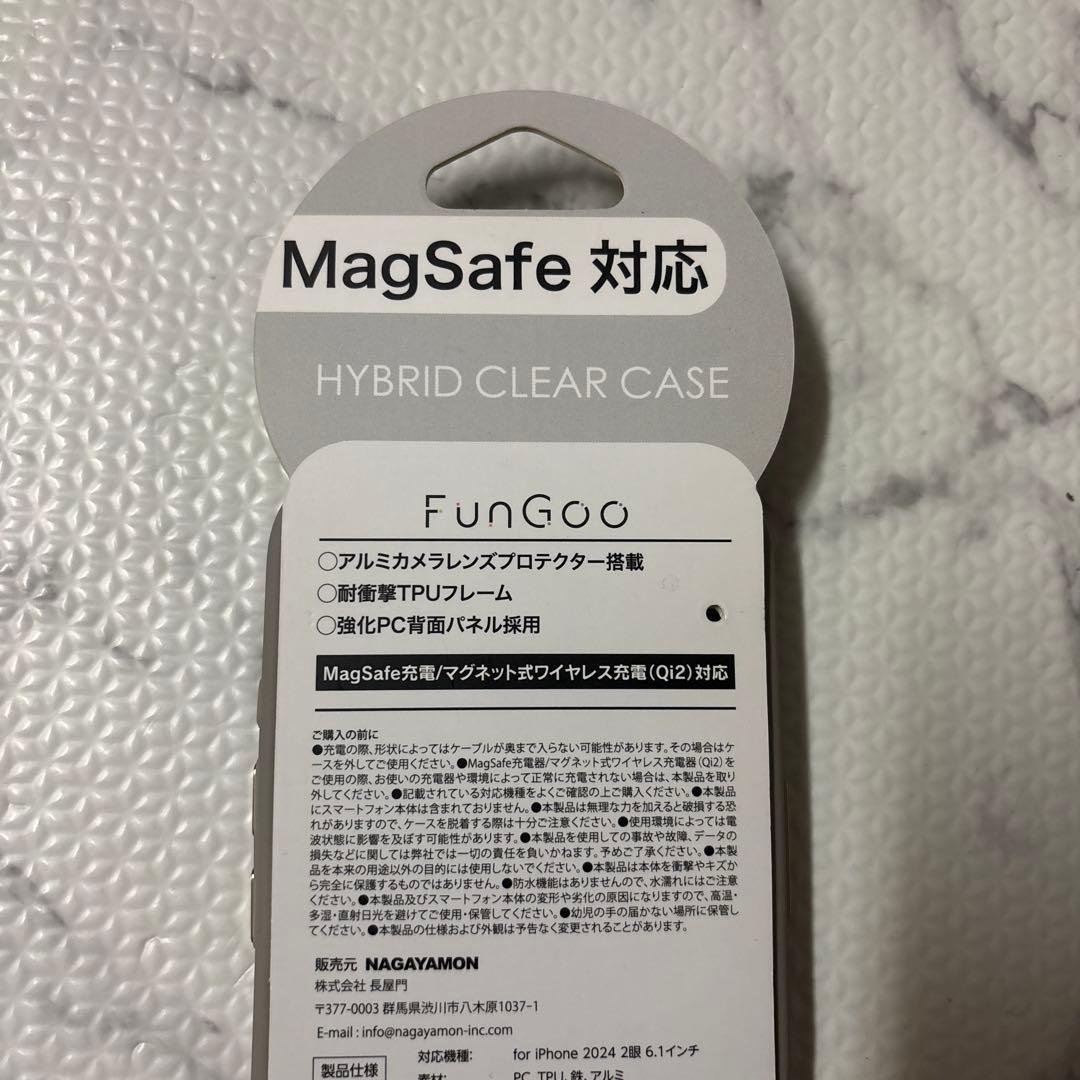 MagSafe 対応
HYBRID CLEAR CASE
FunGoo
○アルミカメラレンズプロテクター搭載
○耐衝撃TPUフレーム
○強化PC背面パネル採用
MagSafe充電/マグネット式ワイヤレス充電(Qi2)対応
ご購入の前に
●充電の際、形状によってはケーブルが奥まで入らない可能性があります。その場合はケ
ースを外してご使用ください。●MagSafe充電器/マグネット式ワイヤレス充電器(Qi2)を
ご使用の際、お使いの充電器や環境によって正常に充電されない場合は、本製品を取り
外してください。●記載されている対応機種をよくご確認の上ご購入ください。●本製品
にスマートフォン本体は含まれておりません。●本製品は無理な力を加えると破損する恐
れがありますので、ケースを脱着する際は十分ご注意ください。●使用環境によっては電
波状態に影響を及ぼす可能性があります。●本製品を使用しての事故や故障、データの
損失などに関しては弊社では一切の責任を負いかねます。予めご了承ください。●本製
品を本来の用途以外の目的には使用しないでください。●本製品は本体を衝撃やキズか
ら完全に保護するものではありません。●防水機能はありませんので、水濡れにはご注意
ください。●本製品及びスマートフォン本体の変形や劣化の原因になりますので、高温・
多湿・直射日光を避けてご使用・保管してください。●幼児の手の届かない場所に保管し
てください。●本製品の仕様および外観は予告なく変更されることがあります。
販売元 NAGAYAMON
株式会社 長屋門
〒377-0003 群馬県渋川市八木原1037-1
E-mail : info@nagayamon-inc.com
製品仕様
対応機種: for iPhone 2024 2眼 6.1インチ
素材: PC、TPU、鉄、アルミ